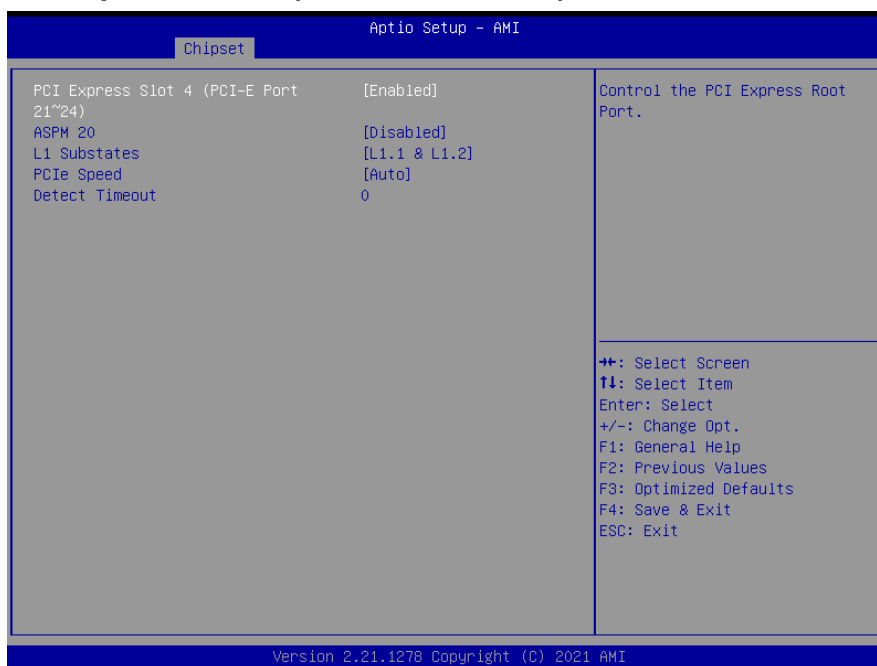 Aptio Setup – AMI
Chipset
PCI Express Slot 4 (PCI-E Port [Enabled]
21~24)
ASPM 20 [Disabled]
L1 Substates [L1.1 & L1.2]
PCIe Speed [Auto]
Detect Timeout 0
Control the PCI Express Root
Port.
→←: Select Screen
↑↓: Select Item
Enter: Select
+/-: Change Opt.
F1: General Help
F2: Previous Values
F3: Optimized Defaults
F4: Save & Exit
ESC: Exit
Version 2.21.1278 Copyright (C) 2021 AMI